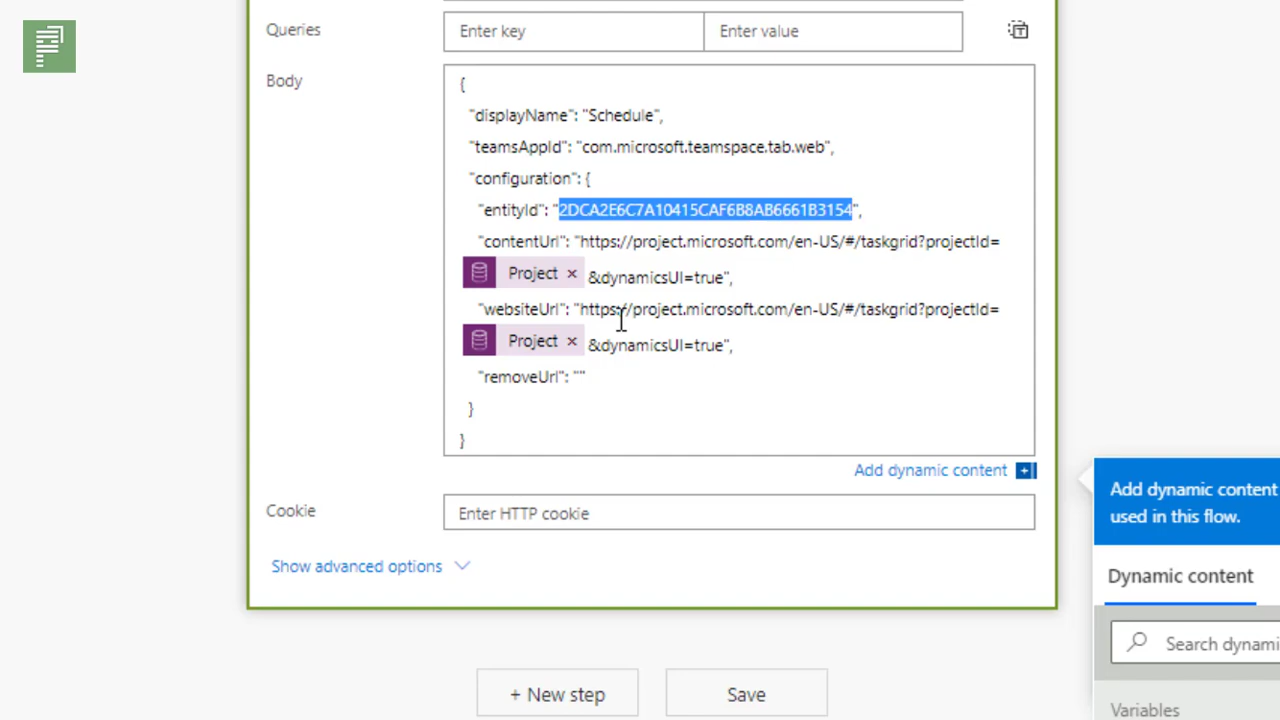 Queries
Enter key
Enter value
Body
{
"displayName": "Schedule",
"teamsAppId": "com.microsoft.teamspace.tab.web",
"configuration": {
"entityId": "2DCA2E6C7A10415CAF6B8AB6661B3154",
"contentUrl": "https://project.microsoft.com/en-US/#/taskgrid?projectId=
Project × &dynamicsUI=true",
"websiteUrl": "https://project.microsoft.com/en-US/#/taskgrid?projectId=
Project × &dynamicsUI=true",
"removeUrl": ""
}
}
Add dynamic content +
Cookie
Enter HTTP cookie
Show advanced options
Add dynamic content
used in this flow.
Dynamic content
Search dynami
Variables
+ New step
Save